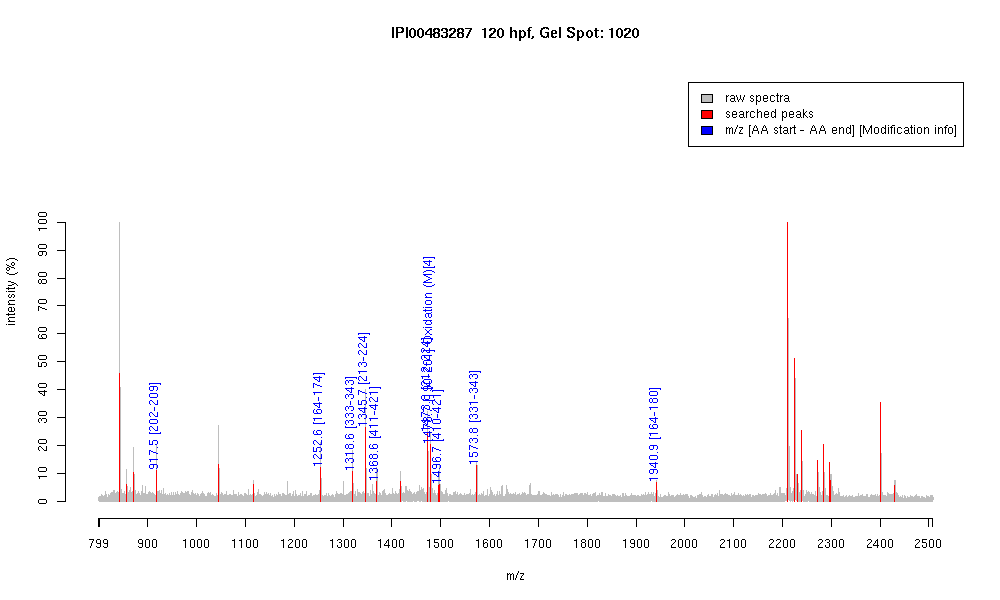 IPI00483287 120 hpf, Gel Spot: 1020
raw spectra
searched peaks
m/z [AA start - AA end] [Modification info]
intensity (%)
100
90
80
70
60
50
40
30
20
10
0
917.5 [202-209]
1252.6 [164-174]
1318.6 [333-343]
1345.7 [213-224]
1368.6 [411-421]
Oxidation (M)[4]
1496.7 [410-421]
1573.8 [331-343]
1940.9 [164-180]
799 900 1000 1100 1200 1300 1400 1500 1600 1700 1800 1900 2000 2100 2200 2300 2400 2500
m/z